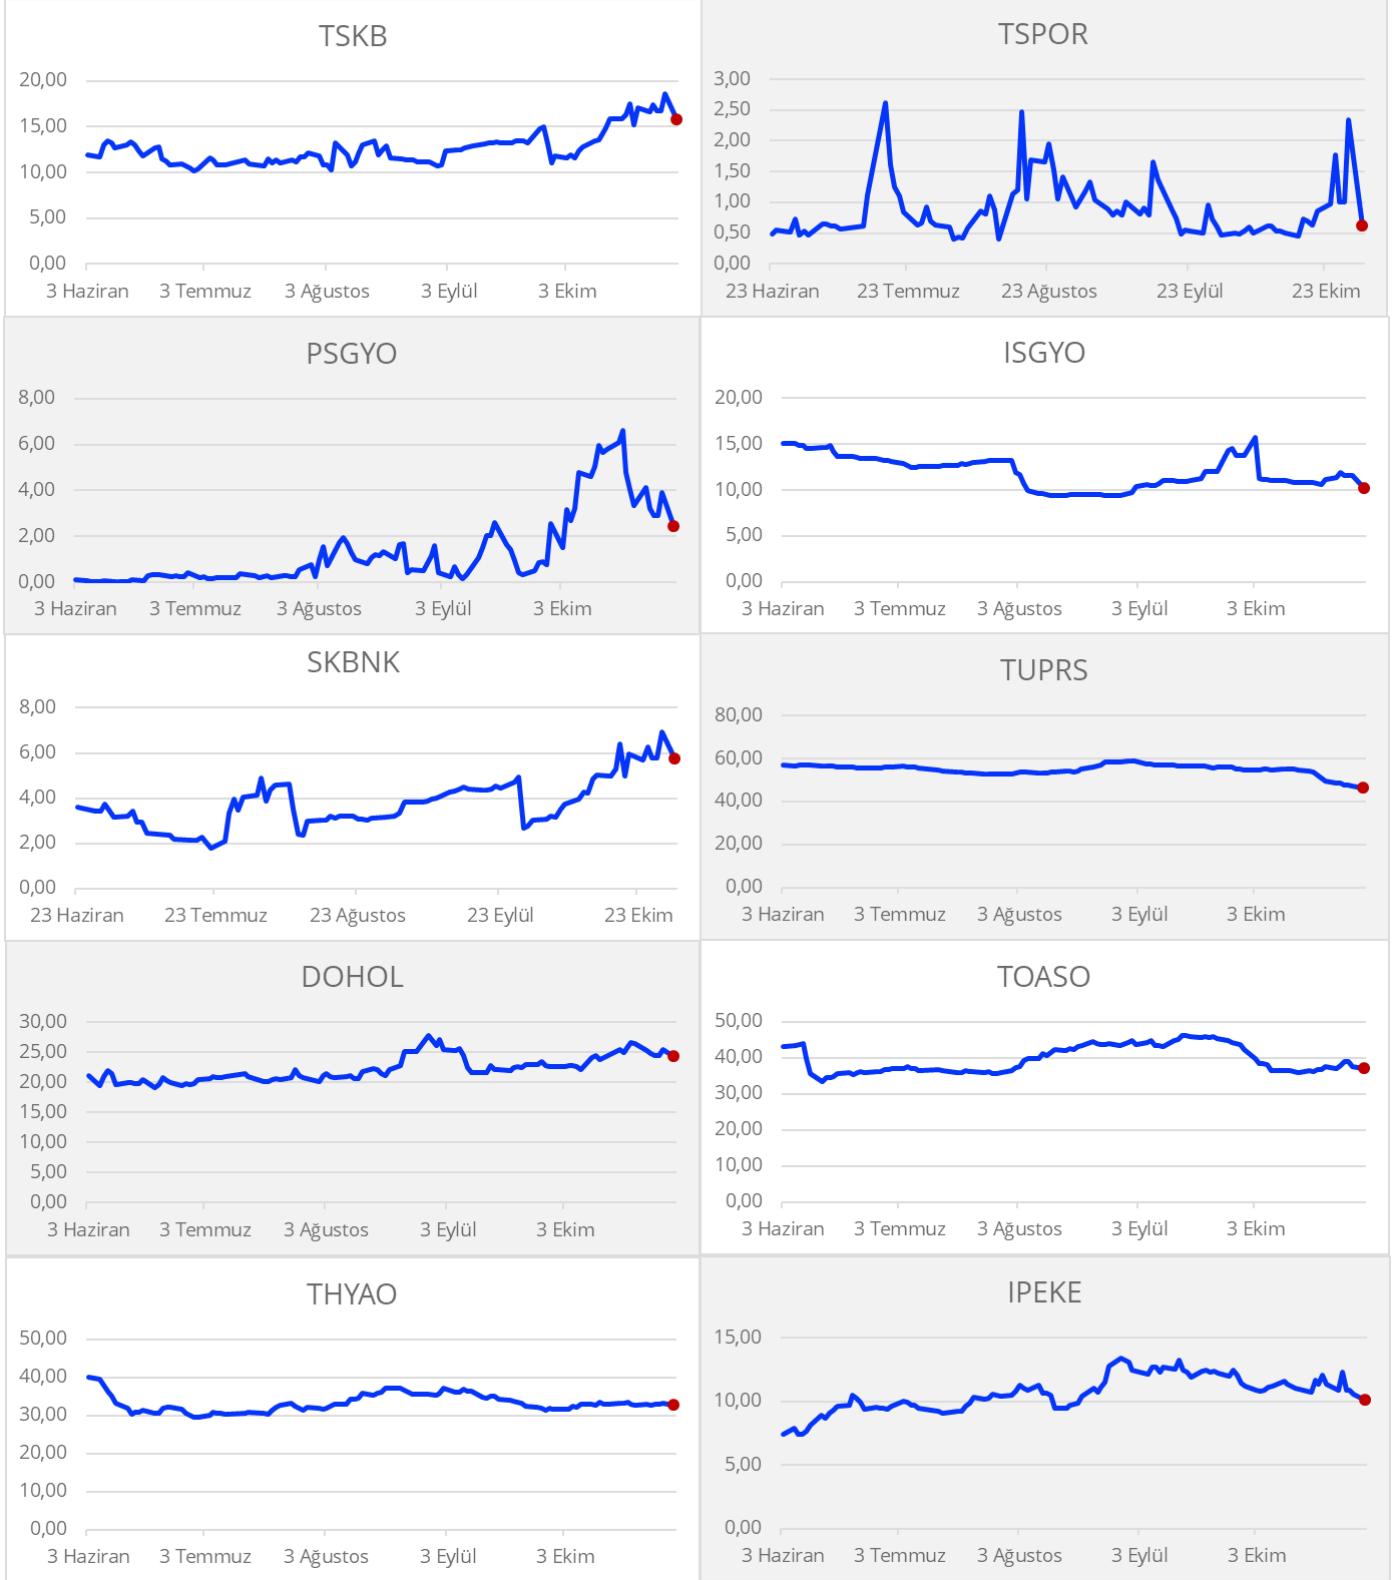 TSKB
20,00
15,00
10,00
5,00
0,00
3 Haziran 3 Temmuz 3 Ağustos 3 Eylül 3 Ekim
TSPOR
3,00
2,50
2,00
1,50
1,00
0,50
0,00
23 Haziran 23 Temmuz 23 Ağustos 23 Eylül 23 Ekim
PSGYO
8,00
6,00
4,00
2,00
0,00
3 Haziran 3 Temmuz 3 Ağustos 3 Eylül 3 Ekim
ISGYO
20,00
15,00
10,00
5,00
0,00
3 Haziran 3 Temmuz 3 Ağustos 3 Eylül 3 Ekim
SKBNK
8,00
6,00
4,00
2,00
0,00
23 Haziran 23 Temmuz 23 Ağustos 23 Eylül 23 Ekim
TUPRS
80,00
60,00
40,00
20,00
0,00
3 Haziran 3 Temmuz 3 Ağustos 3 Eylül 3 Ekim
DOHOL
30,00
25,00
20,00
15,00
10,00
5,00
0,00
3 Haziran 3 Temmuz 3 Ağustos 3 Eylül 3 Ekim
TOASO
50,00
40,00
30,00
20,00
10,00
0,00
3 Haziran 3 Temmuz 3 Ağustos 3 Eylül 3 Ekim
THYAO
50,00
40,00
30,00
20,00
10,00
0,00
3 Haziran 3 Temmuz 3 Ağustos 3 Eylül 3 Ekim
IPEKE
15,00
10,00
5,00
0,00
3 Haziran 3 Temmuz 3 Ağustos 3 Eylül 3 Ekim